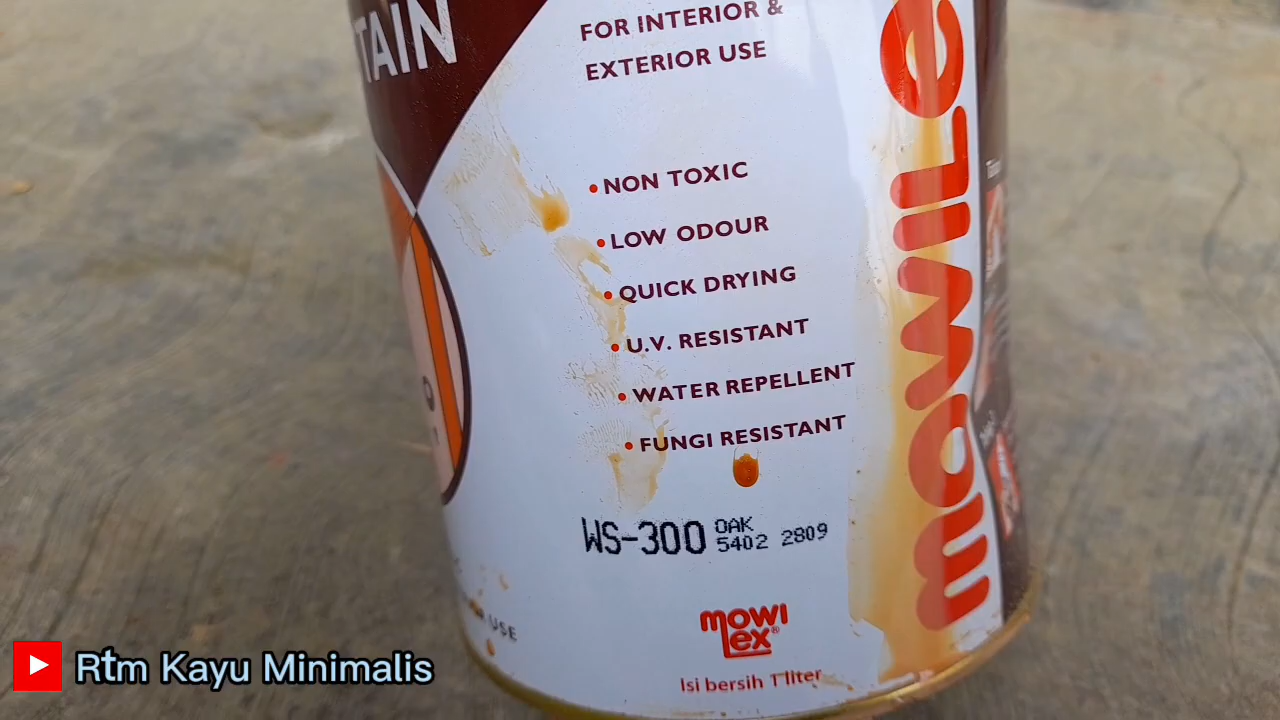 TAIN
FOR INTERIOR &
EXTERIOR USE
• NON TOXIC
• LOW ODOUR
• QUICK DRYING
• U.V. RESISTANT
• WATER REPELLENT
• FUNGI RESISTANT
WS-300 OAK
5402 2809
MOWI
LEX®
Isi bersih 1 liter
MOWILE
USE
Rtm Kayu Minimalis